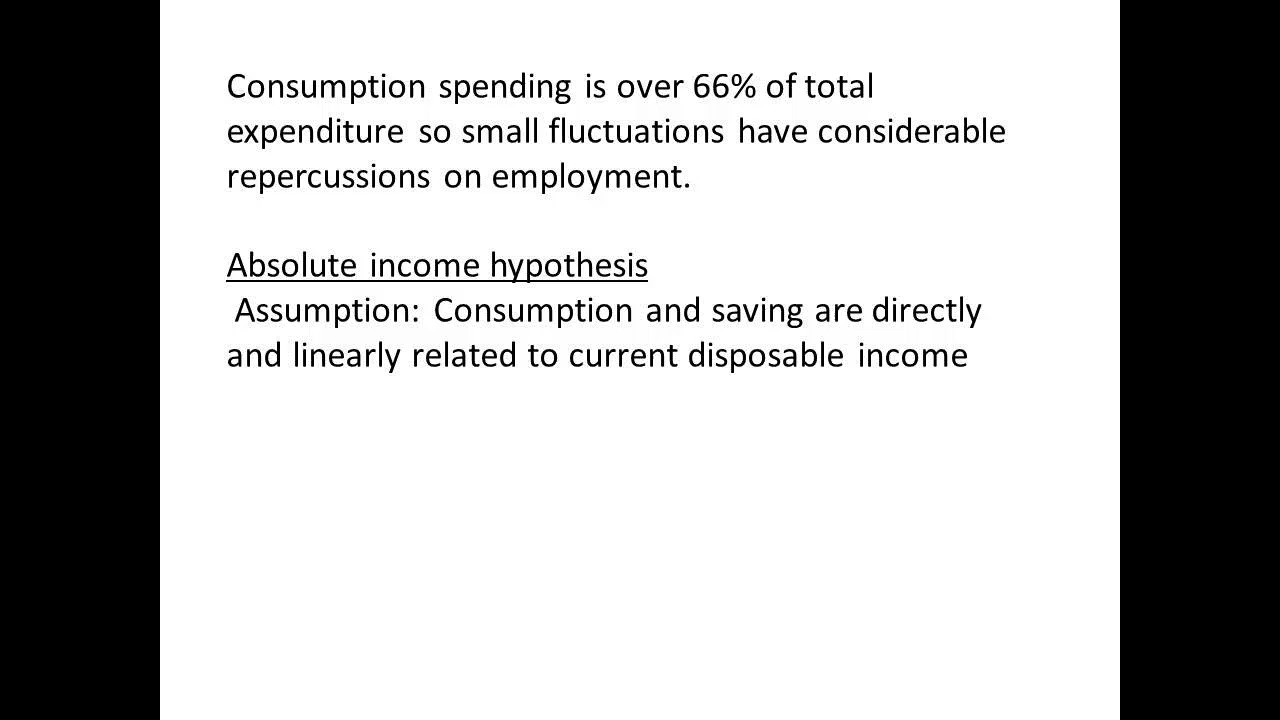 Consumption spending is over 66% of total
expenditure so small fluctuations have considerable
repercussions on employment.
Absolute income hypothesis
Assumption: Consumption and saving are directly
and linearly related to current disposable income